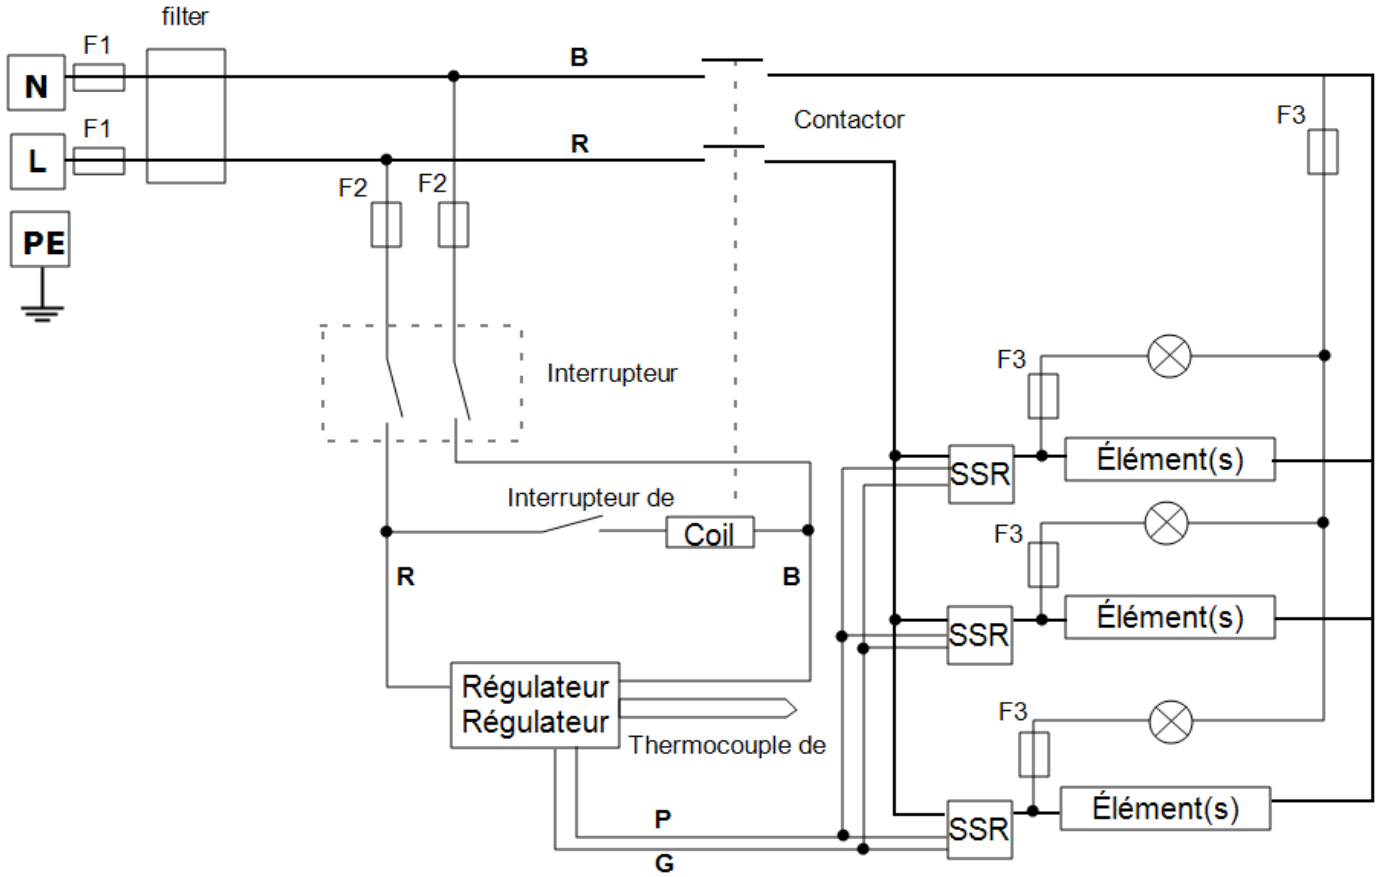 filter
F1
N
B
F1
Contactor
F3
L
R
F2
F2
PE
Interrupteur
F3
Élément(s)
SSR
Interrupteur de
Coil
F3
R
B
Élément(s)
SSR
Régulateur
Régulateur
Thermocouple de
F3
Élément(s)
SSR
P
G